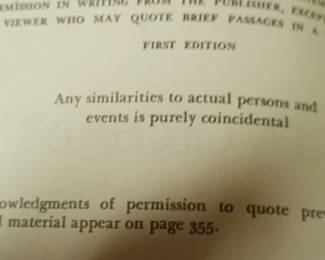 IN WRITING FROM THE PUBLISHER, EXCEPT
VIEWER WHO MAY QUOTE BRIEF PASSAGES IN A
FIRST EDITION
Any similarities to actual persons and
events is purely coincidental
owledgments of permission to quote pre
material appear on page 355.